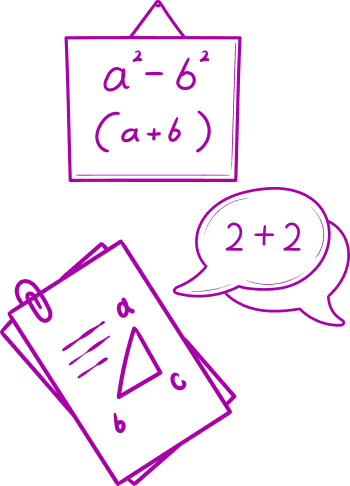 a² - b²
(a + b)
2 + 2
a
c
b